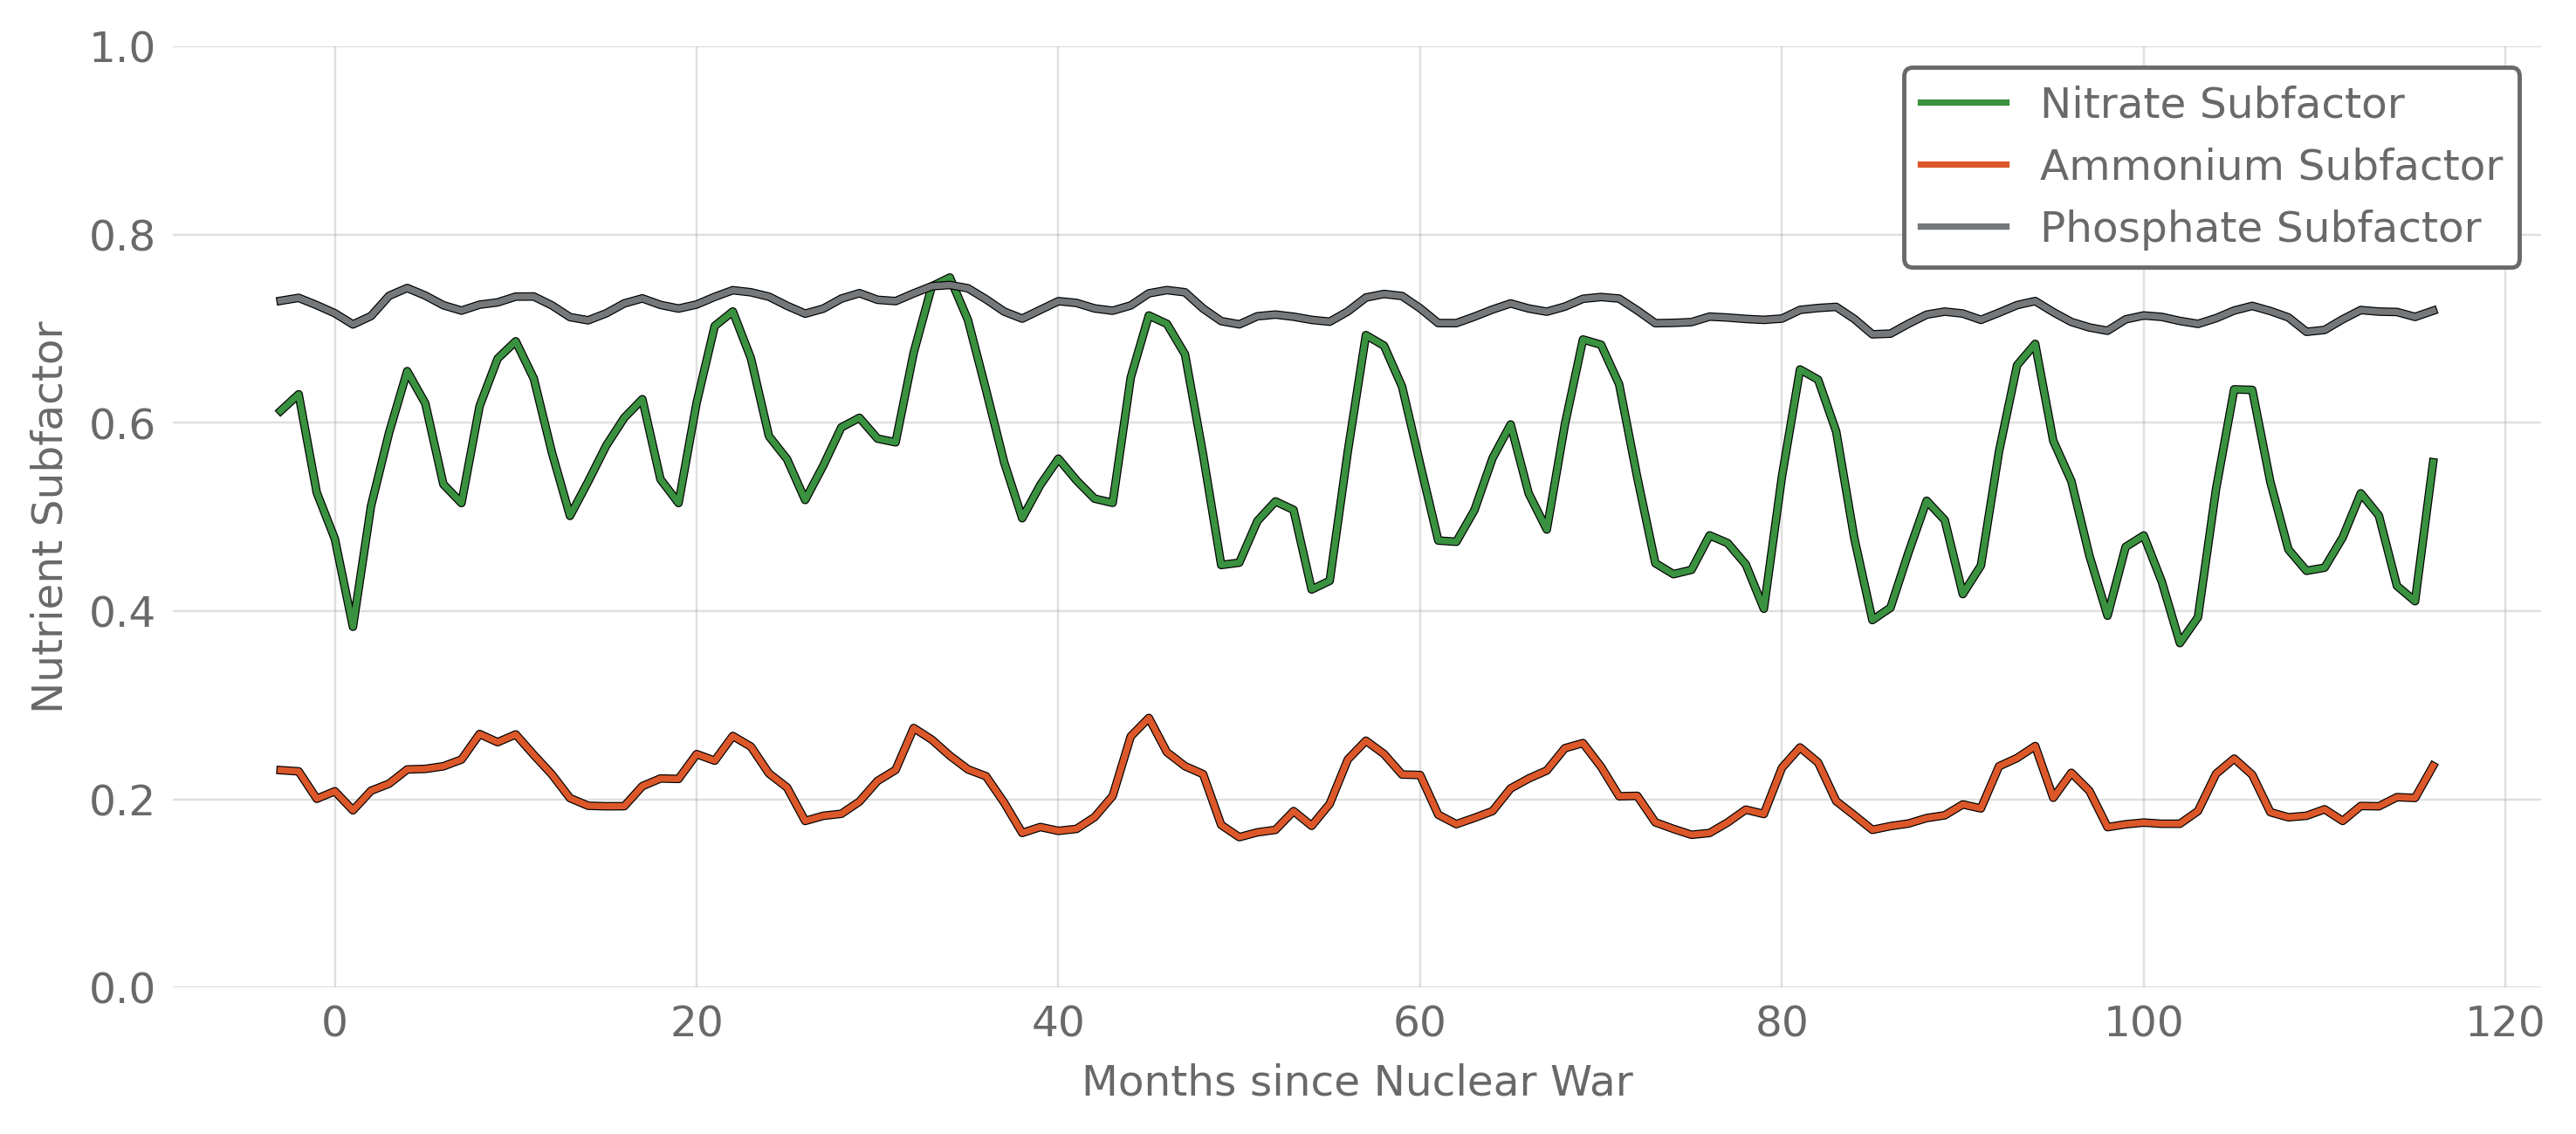 1.0
0.8
0.6
0.4
0.2
0.0
Nutrient Subfactor
Nitrate Subfactor
Ammonium Subfactor
Phosphate Subfactor
0 20 40 60 80 100 120
Months since Nuclear War